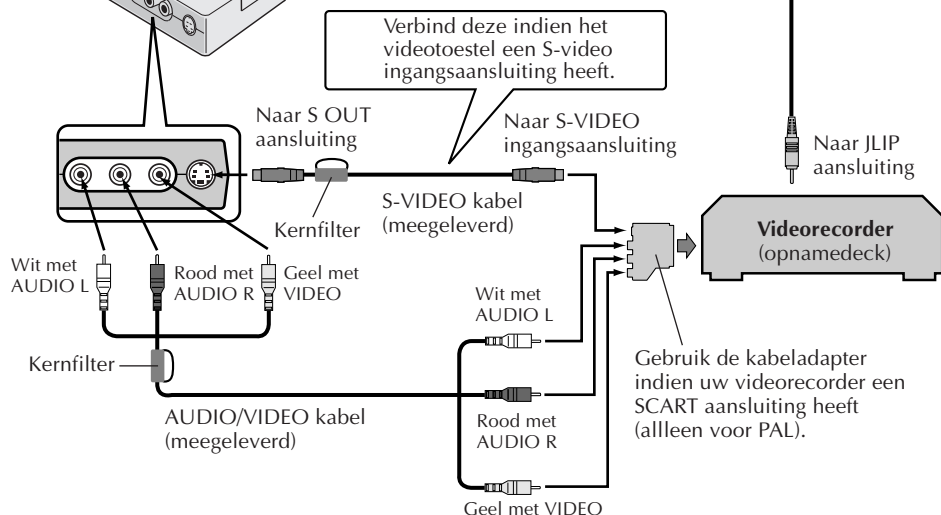 Verbind deze indien het
videotoestel een S-video
ingangsaansluiting heeft.
Naar S OUT
aansluiting
Naar S-VIDEO
ingangsaansluiting
Naar JLIP
aansluiting
S-VIDEO kabel
(meegeleverd)
Kernfilter
Videorecorder
(opnamedeck)
Wit met
AUDIO L
Rood met
AUDIO R
Geel met
VIDEO
Wit met
AUDIO L
Kernfilter
Gebruik de kabeladapter
indien uw videorecorder een
SCART aansluiting heeft
(allleen voor PAL).
AUDIO/VIDEO kabel
(meegeleverd)
Rood met
AUDIO R
Geel met VIDEO